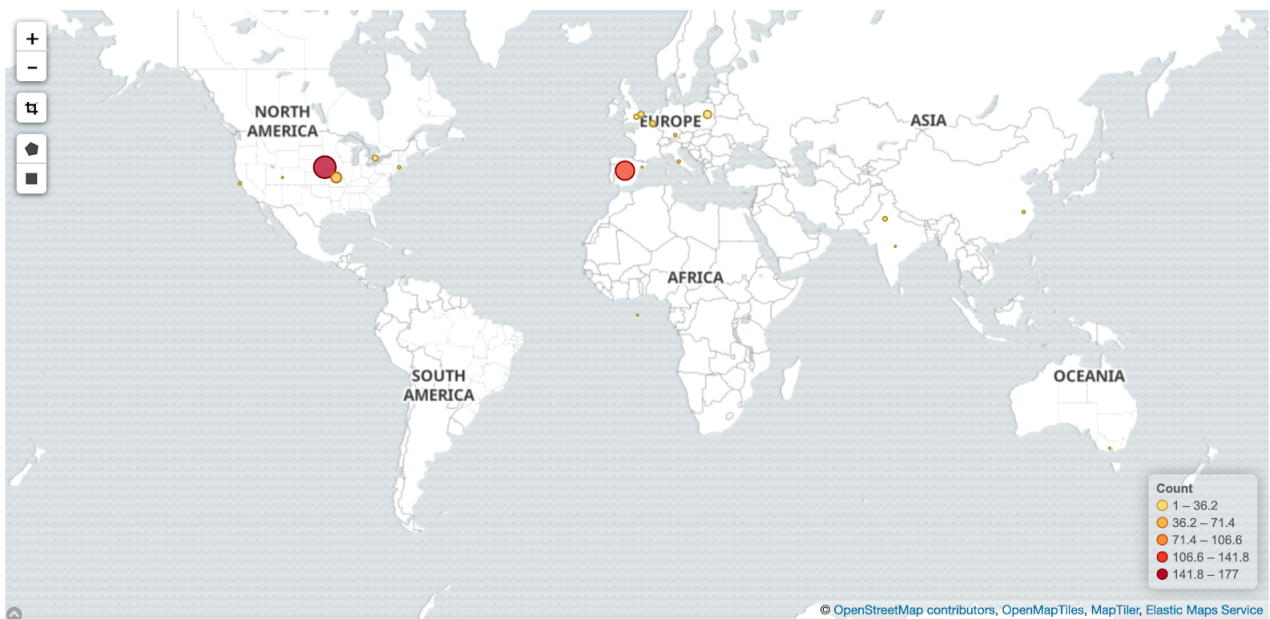 +
−
NORTH
AMERICA
EUROPE
ASIA
AFRICA
SOUTH
AMERICA
OCEANIA
Count
1 – 36.2
36.2 – 71.4
71.4 – 106.6
106.6 – 141.8
141.8 – 177
© OpenStreetMap contributors, OpenMapTiles, MapTiler, Elastic Maps Service